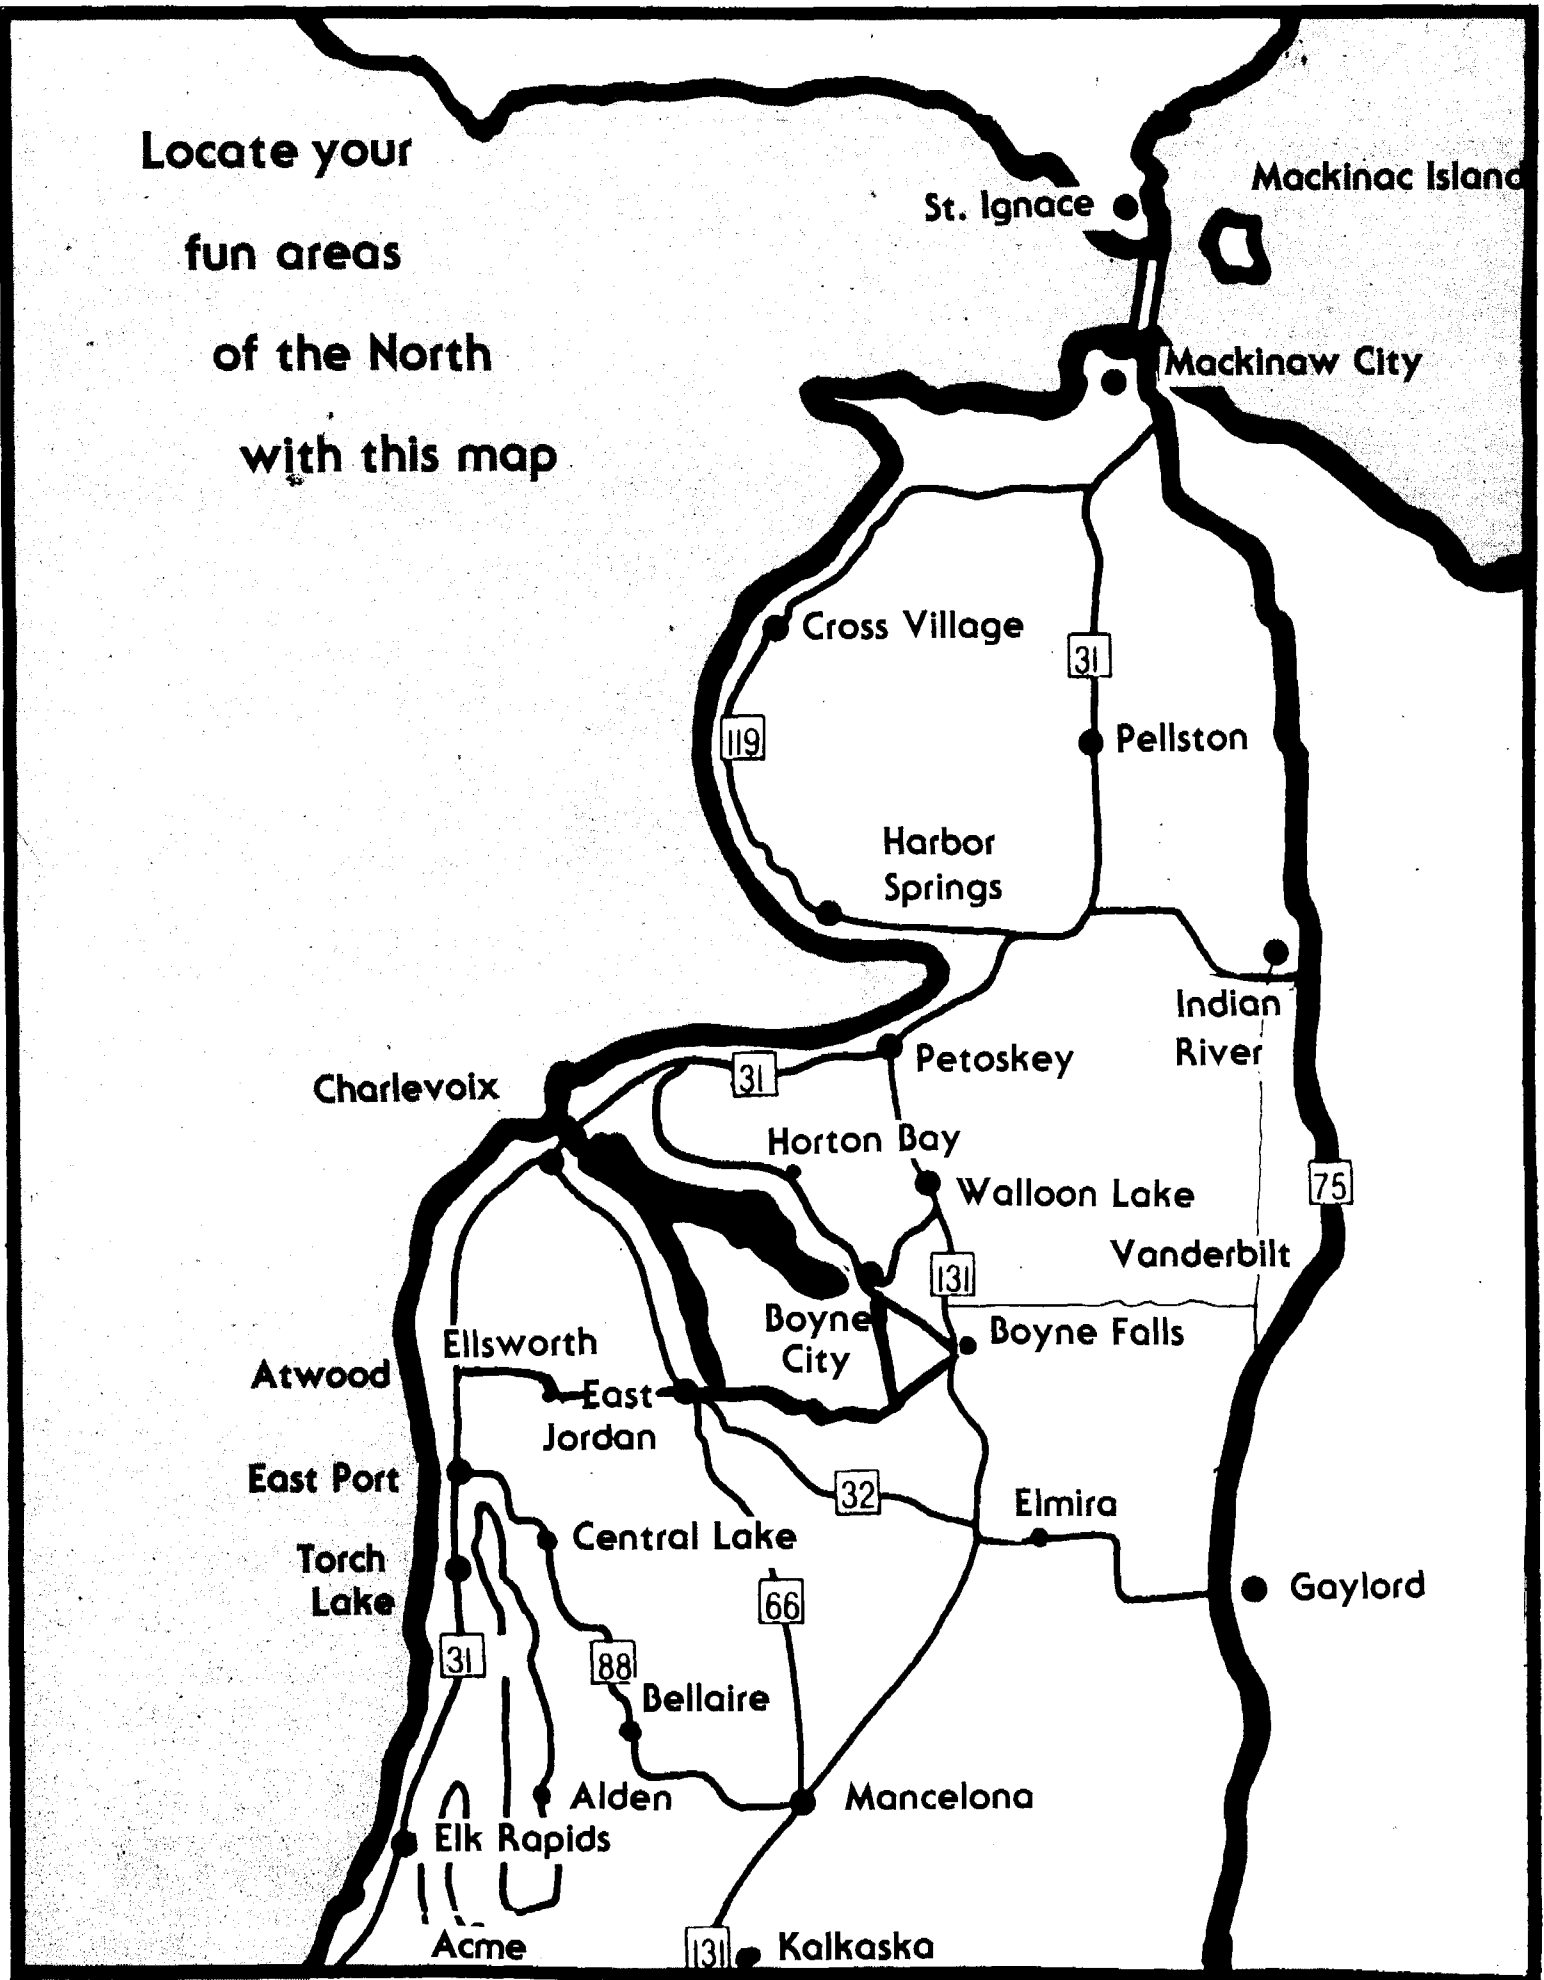 Locate your
fun areas
of the North
with this map
Mackinac Island
St. Ignace
Mackinaw City
Cross Village
31
119
Pellston
Harbor
Springs
Indian
River
Petoskey
31
Charlevoix
Horton Bay
Walloon Lake
75
Vanderbilt
131
Boyne
City
Boyne Falls
Ellsworth
Atwood
East
Jordan
East Port
32
Elmira
Central Lake
Torch
Lake
Gaylord
66
31
88
Bellaire
Alden
Mancelona
Elk Rapids
Acme
131
Kalkaska